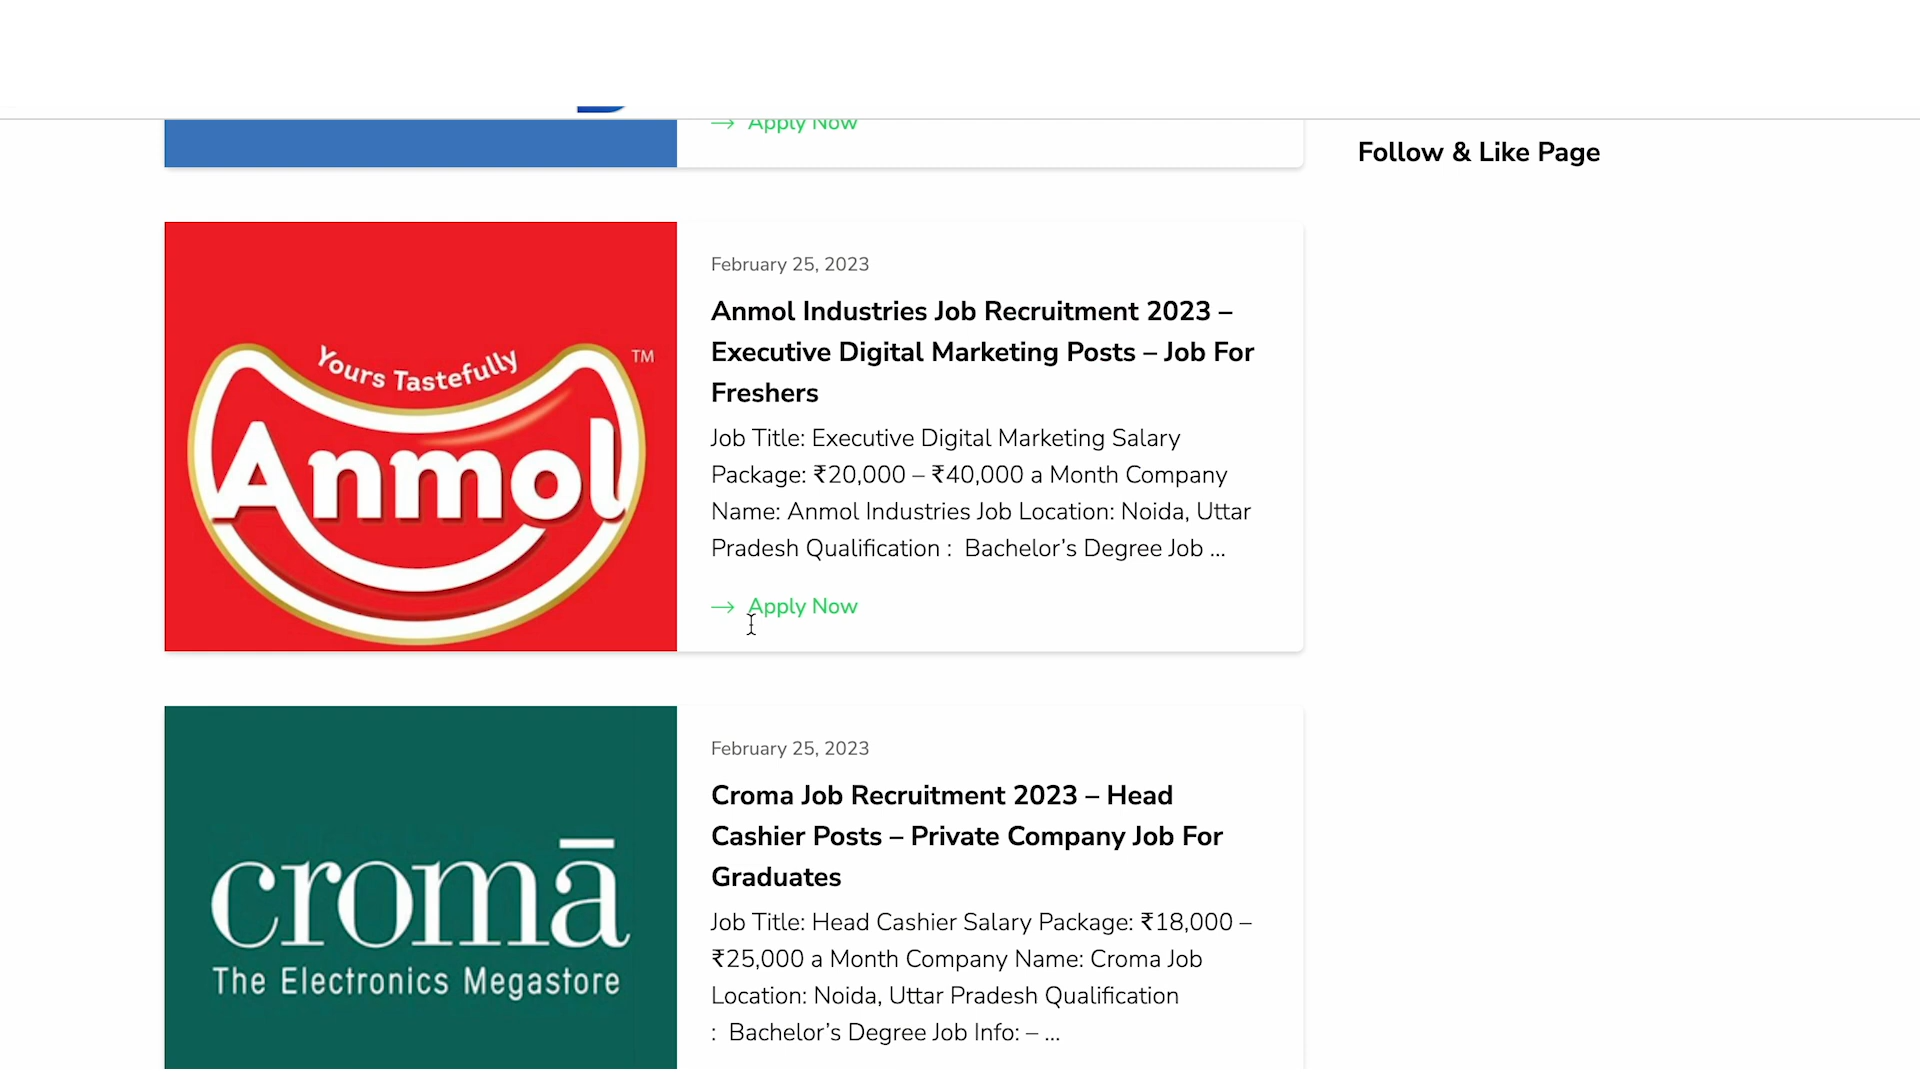 → Apply Now
Follow & Like Page
February 25, 2023
Anmol Industries Job Recruitment 2023 –
Executive Digital Marketing Posts – Job For
Freshers
Job Title: Executive Digital Marketing Salary
Package: ₹20,000 – ₹40,000 a Month Company
Name: Anmol Industries Job Location: Noida, Uttar
Pradesh Qualification :  Bachelor’s Degree Job ...
→ Apply Now
Yours Tastefully
TM
Anmol
February 25, 2023
Croma Job Recruitment 2023 – Head
Cashier Posts – Private Company Job For
Graduates
Job Title: Head Cashier Salary Package: ₹18,000 –
₹25,000 a Month Company Name: Croma Job
Location: Noida, Uttar Pradesh Qualification
:  Bachelor’s Degree Job Info: – ...
cromā
The Electronics Megastore